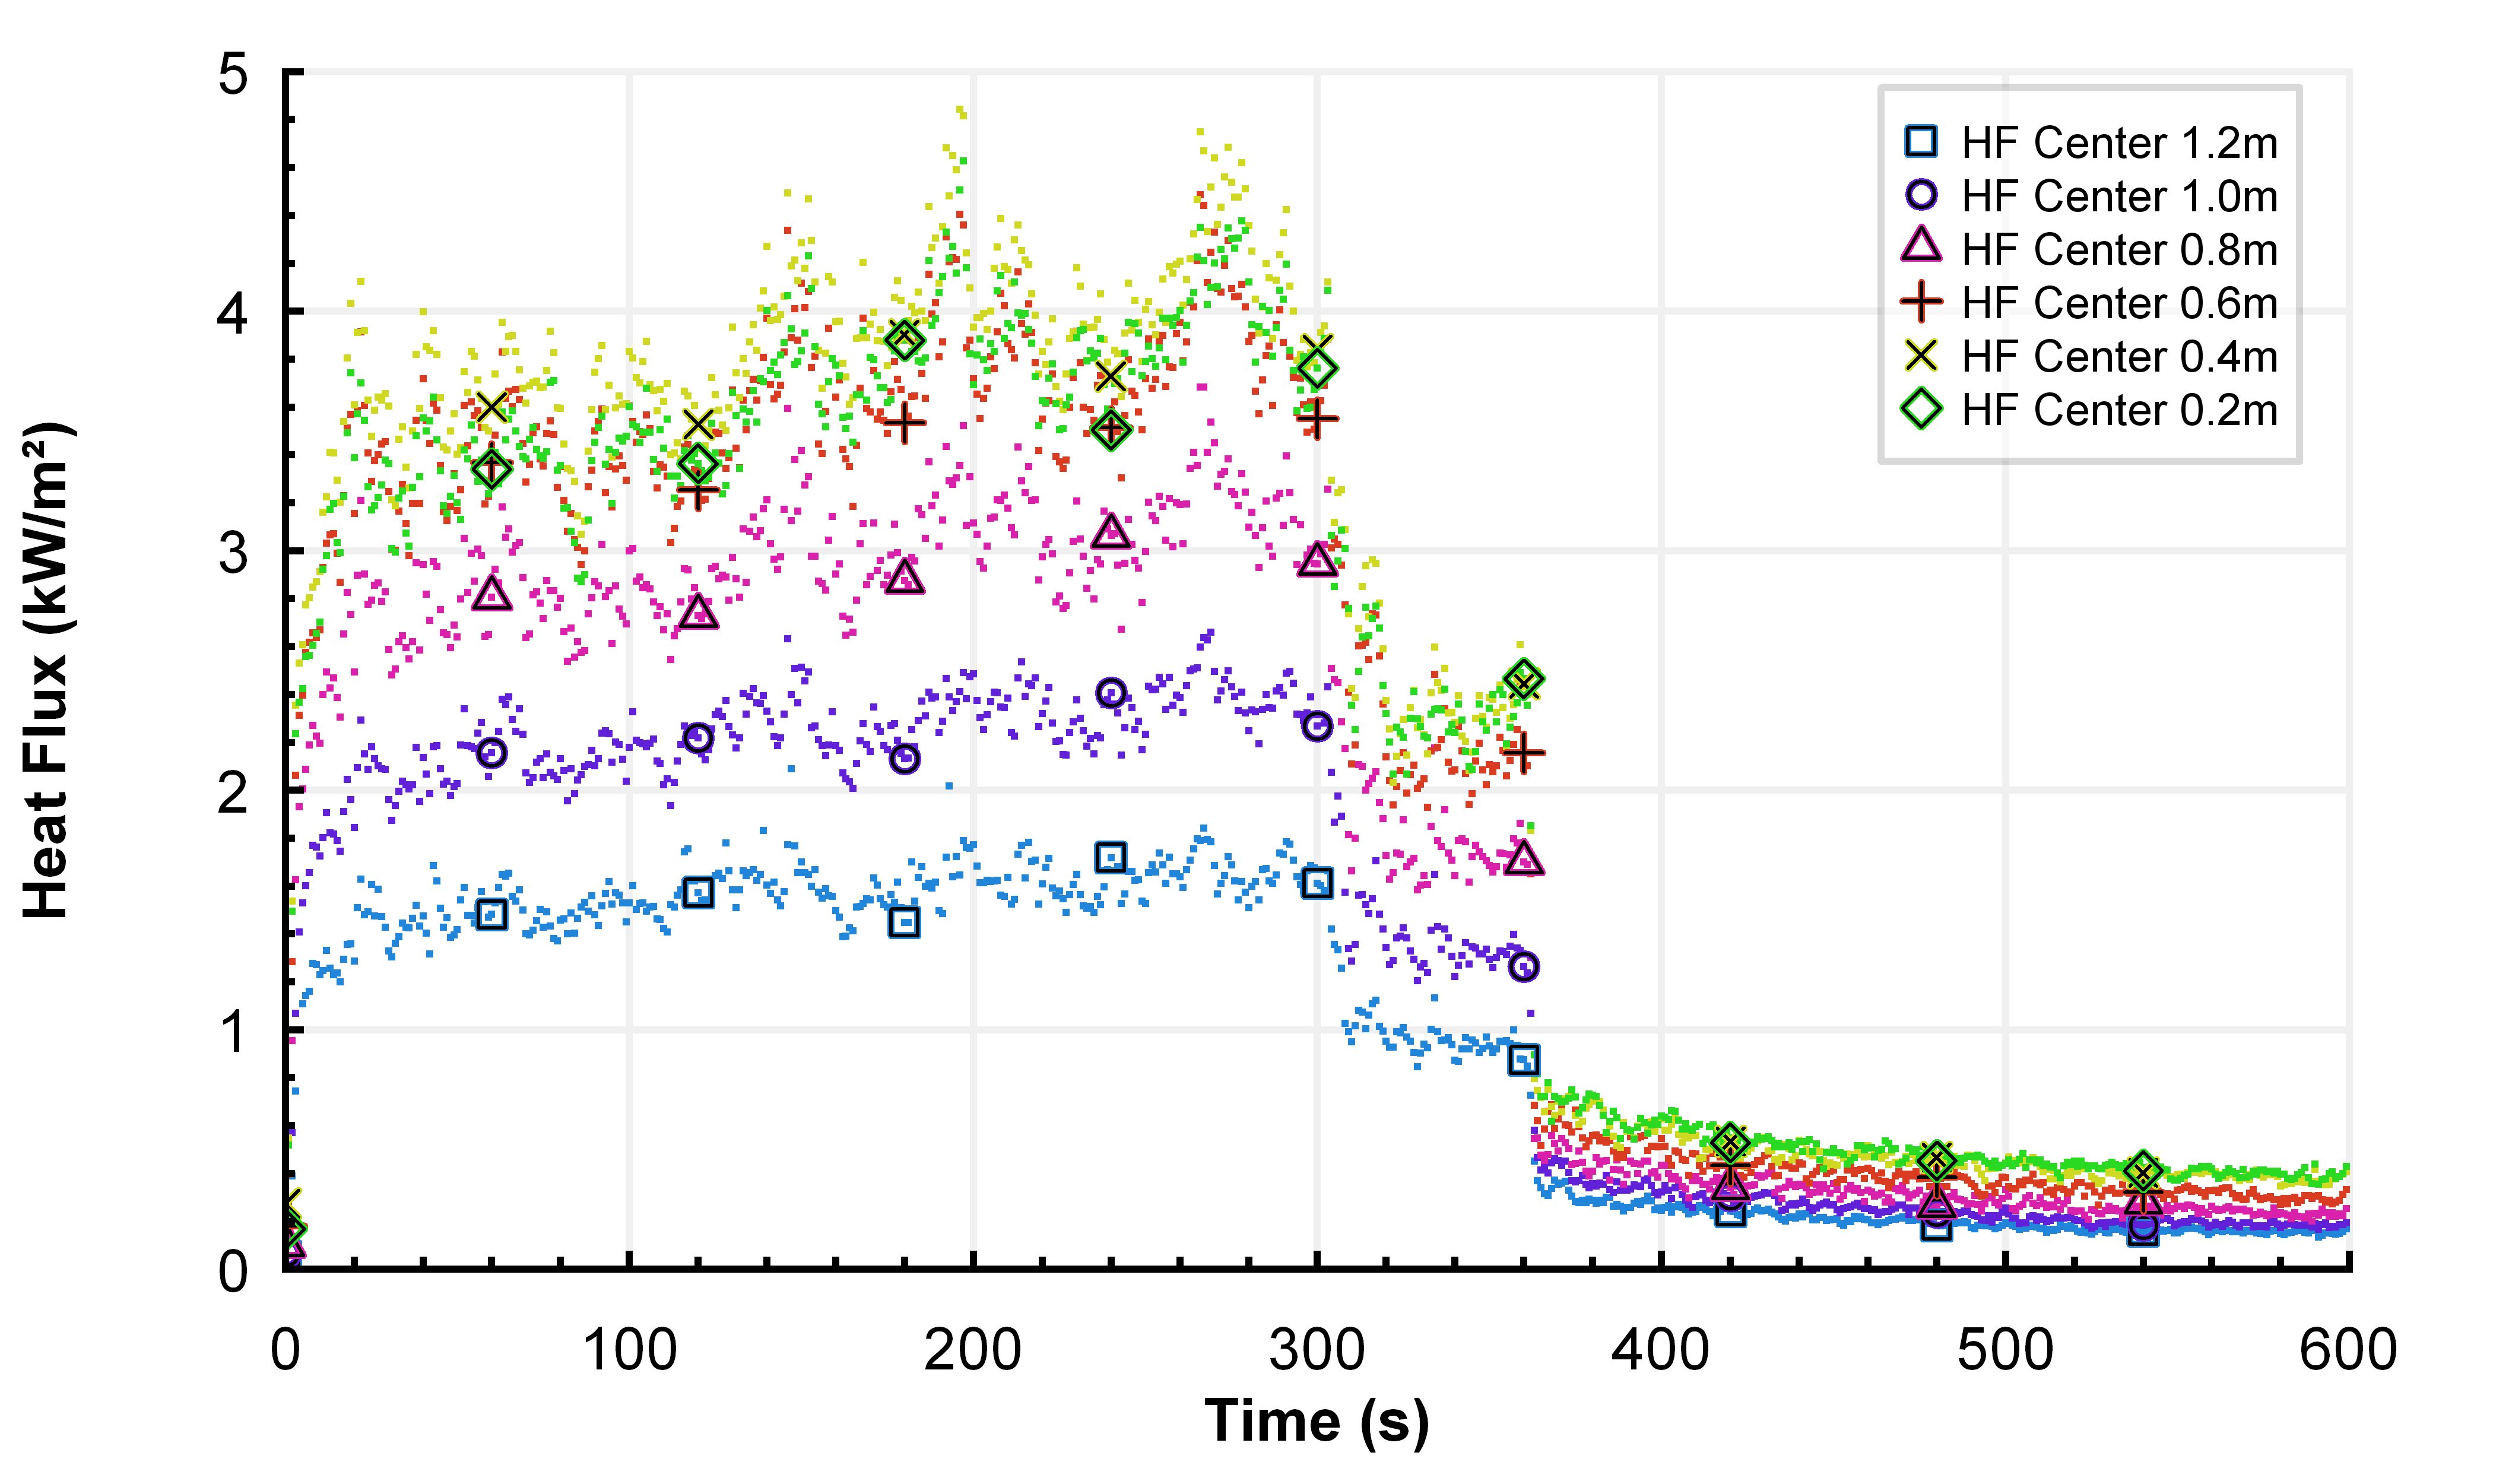 5
4
3
2
1
0
Heat Flux (kW/m²)
HF Center 1.2m
HF Center 1.0m
HF Center 0.8m
HF Center 0.6m
HF Center 0.4m
HF Center 0.2m
0 100 200 300 400 500 600
Time (s)